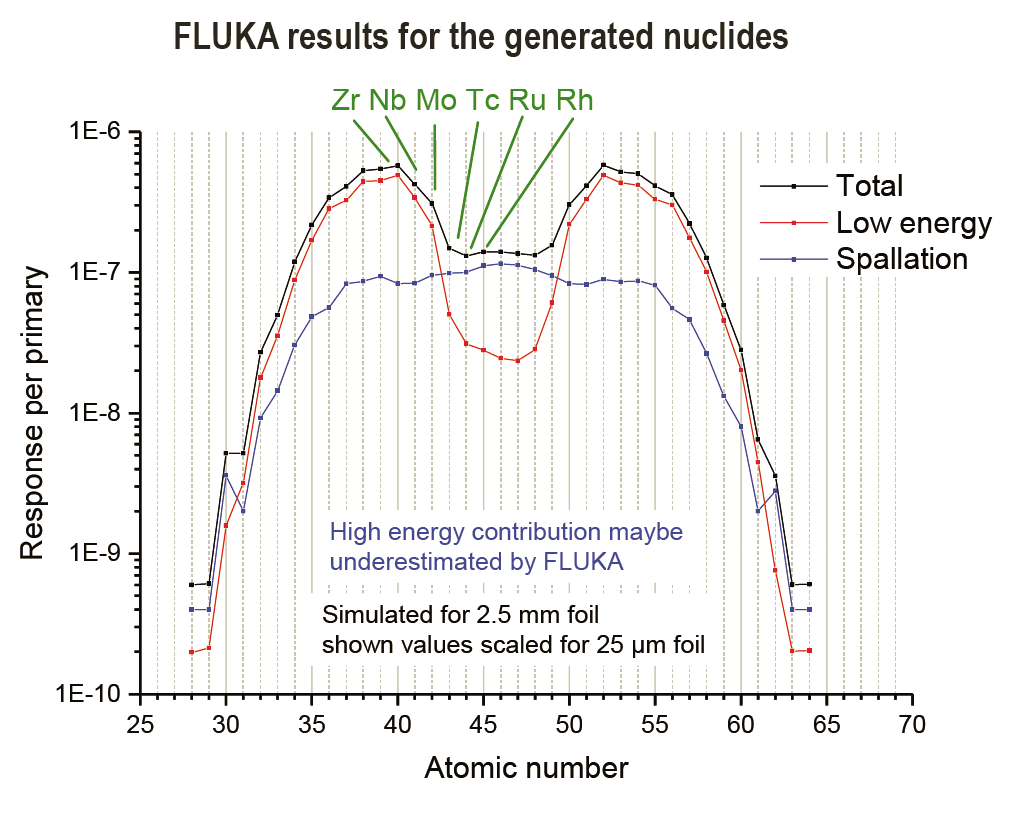 FLUKA results for the generated nuclides
Zr Nb Mo Tc Ru Rh
1E-6
1E-7
1E-8
1E-9
1E-10
Response per primary
Total
Low energy
Spallation
High energy contribution maybe
underestimated by FLUKA
Simulated for 2.5 mm foil
shown values scaled for 25 µm foil
25 30 35 40 45 50 55 60 65 70
Atomic number